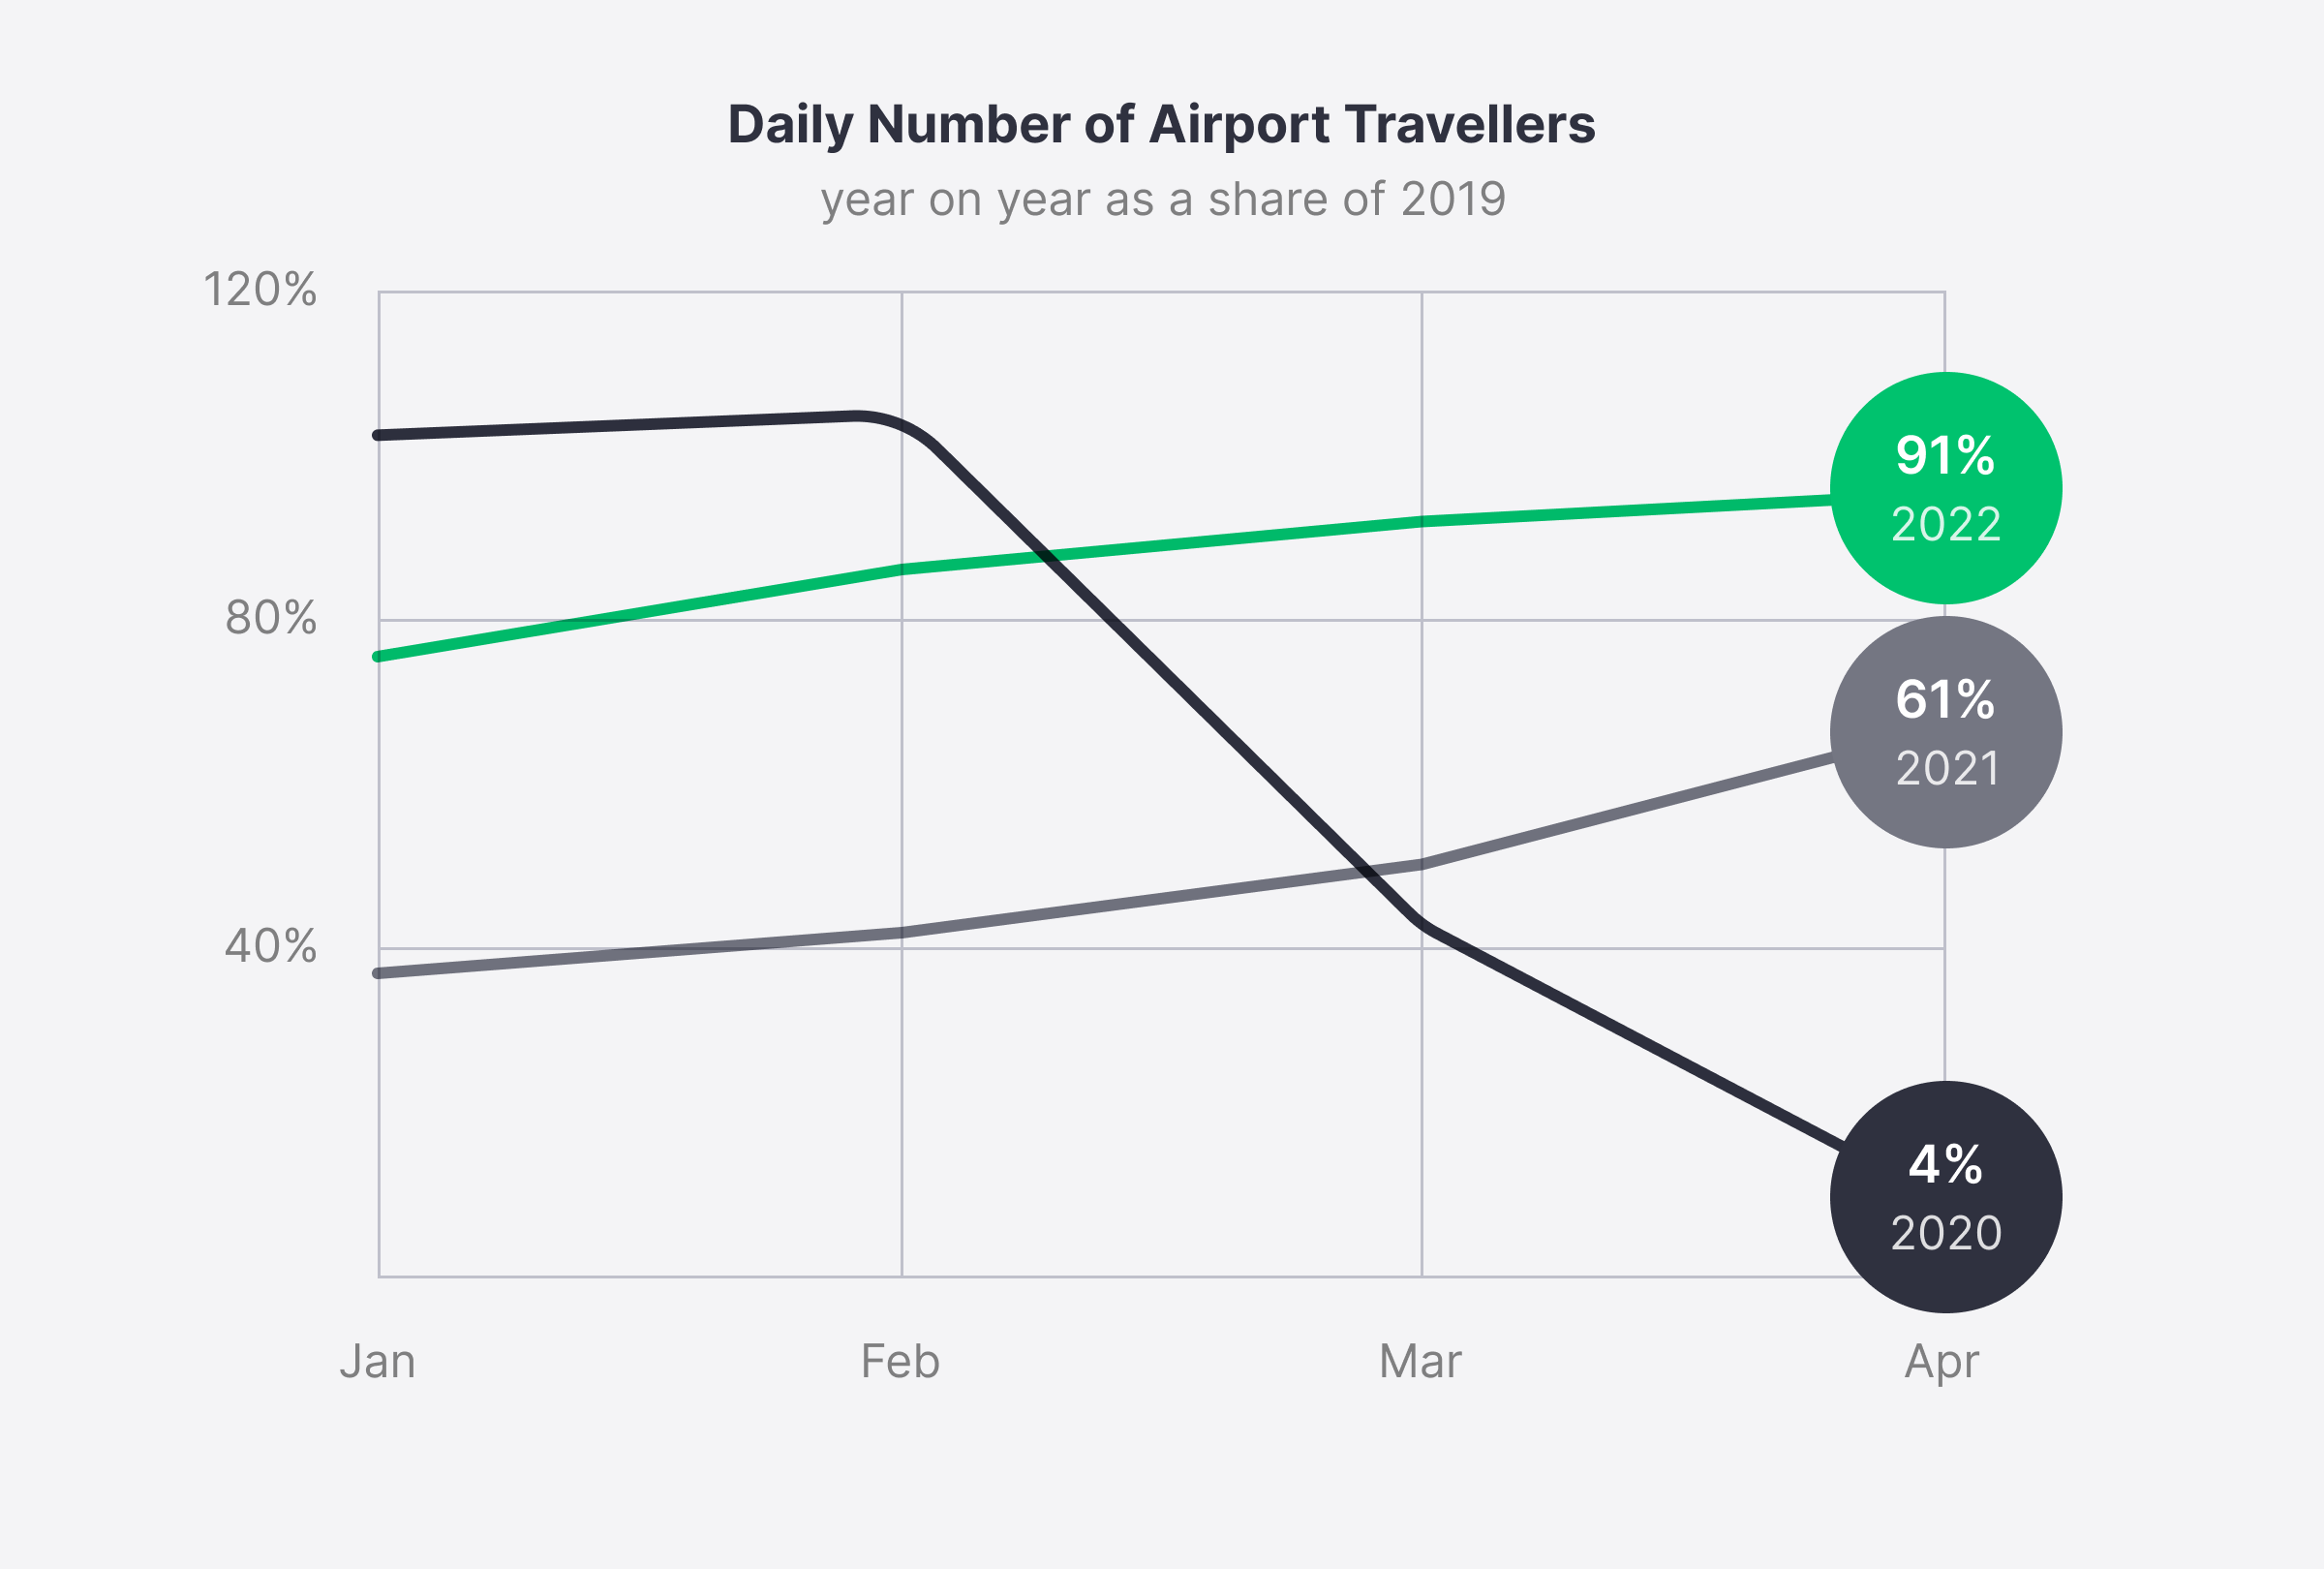 Daily Number of Airport Travellers
year on year as a share of 2019
120%
80%
40%
91%
2022
61%
2021
4%
2020
Jan
Feb
Mar
Apr